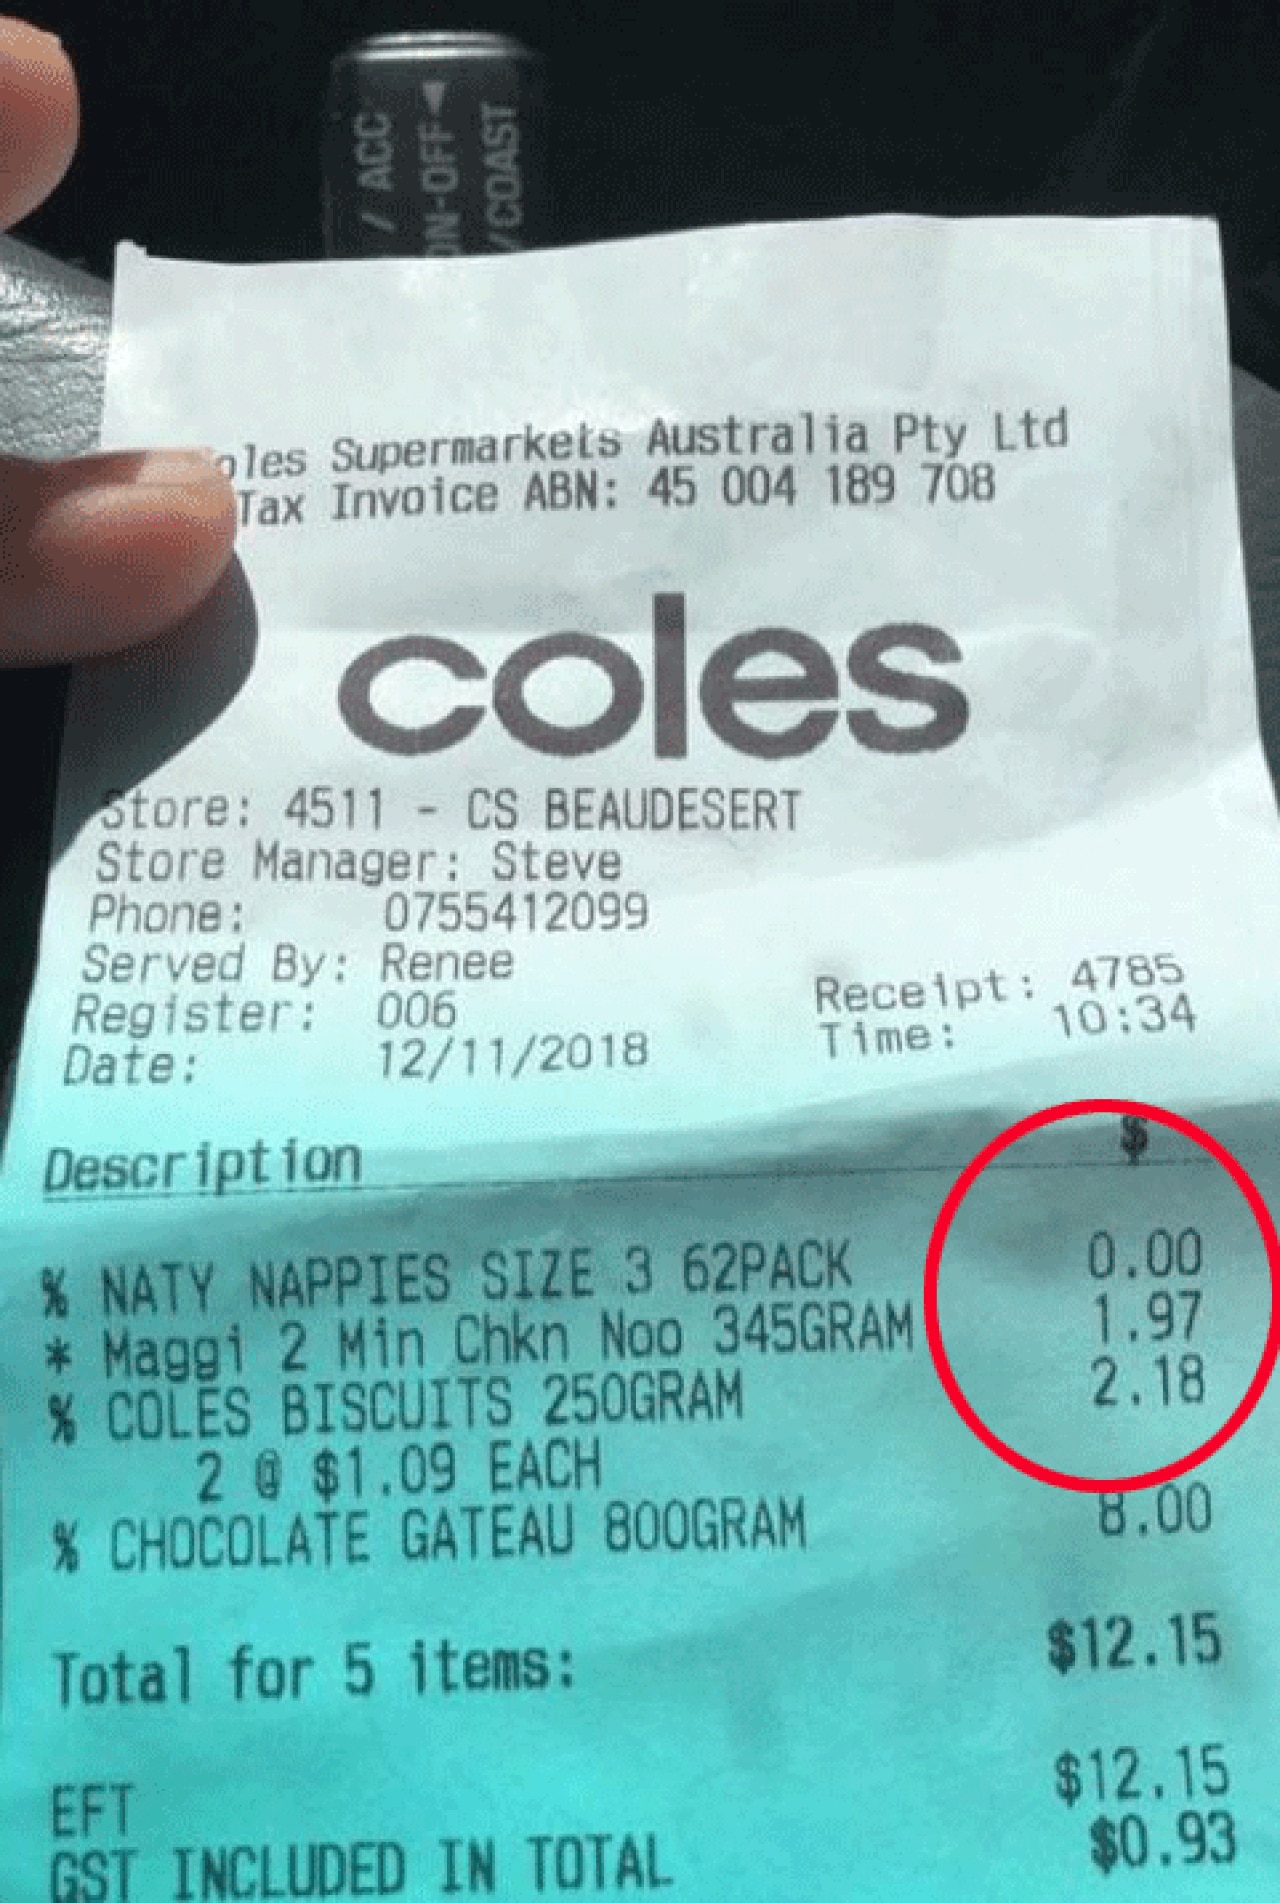 / ACC
ON-OFF◄
/COAST
oles Supermarkets Australia Pty Ltd
Tax Invoice ABN: 45 004 189 708
coles
Store: 4511 - CS BEAUDESERT
Store Manager: Steve
Phone: 0755412099
Served By: Renee
Register: 006 Receipt: 4785
Date: 12/11/2018 Time: 10:34
Description $
% NATY NAPPIES SIZE 3 62PACK 0.00
* Maggi 2 Min Chkn Noo 345GRAM 1.97
% COLES BISCUITS 250GRAM 2.18
2 @ $1.09 EACH
% CHOCOLATE GATEAU 800GRAM 8.00
Total for 5 items: $12.15
EFT $12.15
GST INCLUDED IN TOTAL $0.93